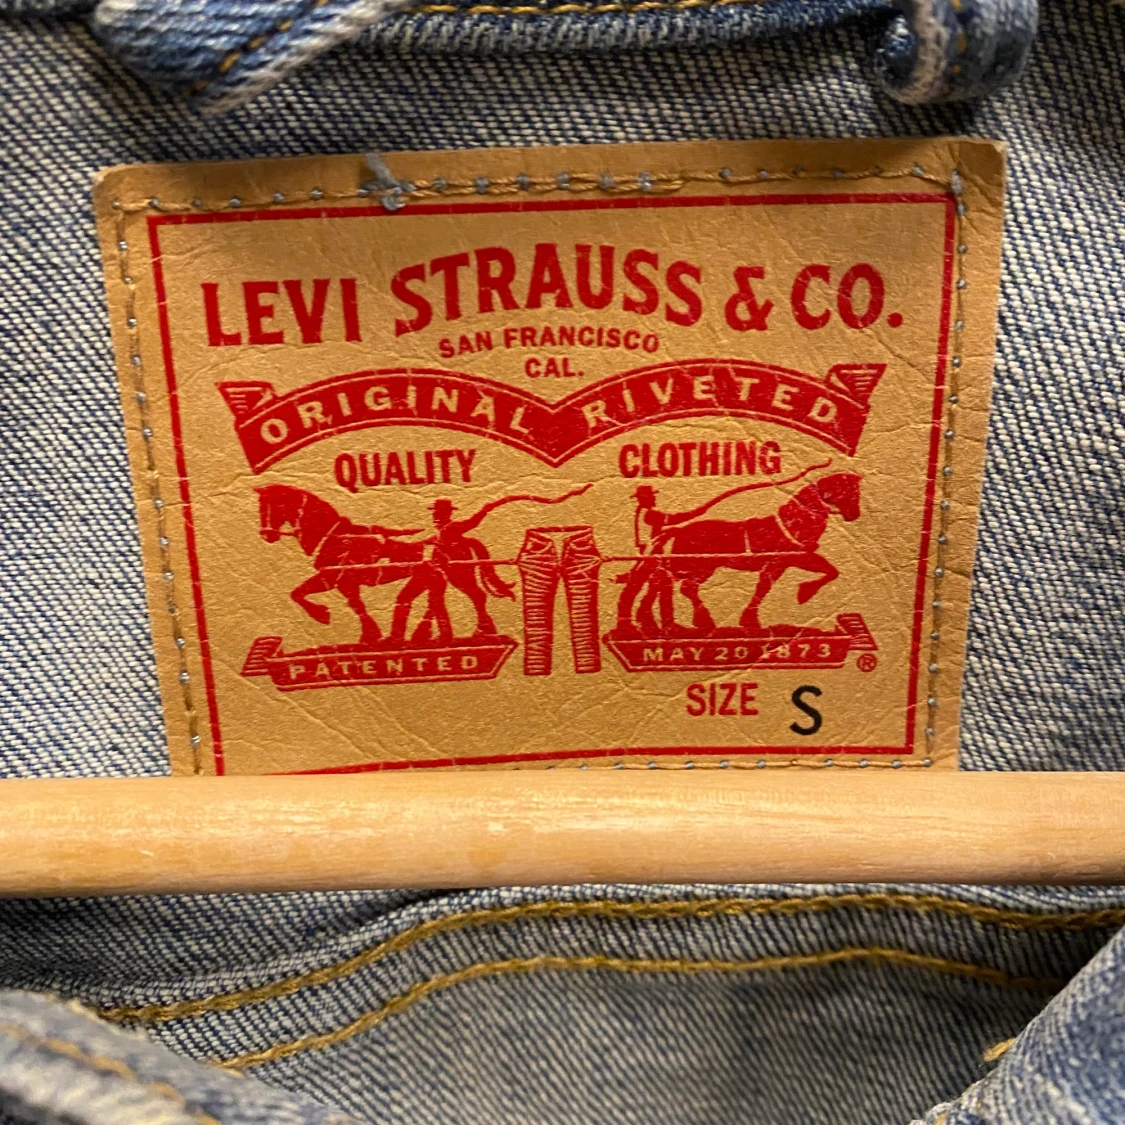 LEVI STRAUSS & CO.
SAN FRANCISCO
CAL.
ORIGINAL RIVETED
QUALITY CLOTHING
PATENTED MAY 20 1873 ®
SIZE S